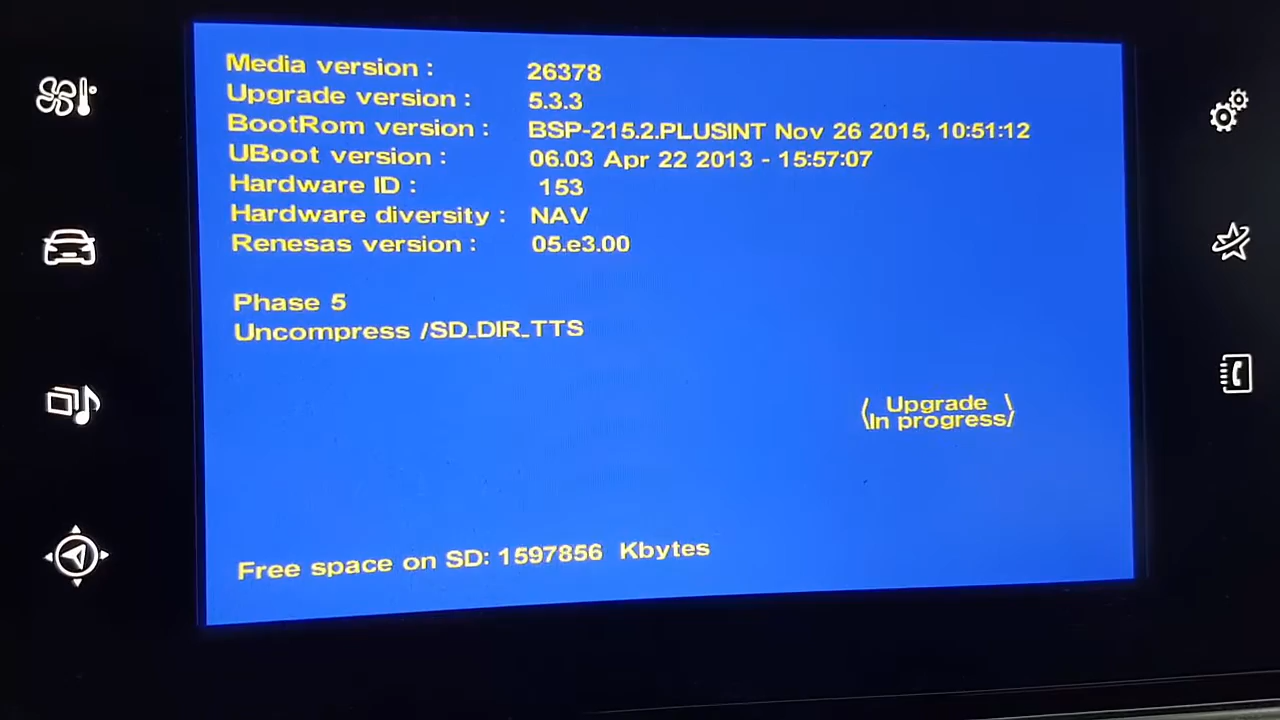 Media version : 26378
Upgrade version : 5.3.3
BootRom version : BSP-215.2.PLUSINT Nov 26 2015, 10:51:12
UBoot version : 06.03 Apr 22 2013 - 15:57:07
Hardware ID : 153
Hardware diversity : NAV
Renesas version : 05.e3.00
Phase 5
Uncompress /SD_DIR_TTS
Upgrade
In progress
Free space on SD: 1597856 Kbytes